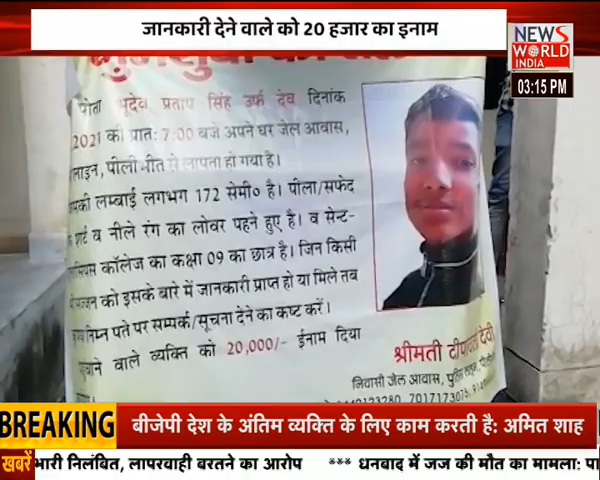 जानकारी देने वाले को 20 हजार का इनाम
NEWS
WORLD
INDIA
03:15 PM
प्रताप सिंह उर्फ देव दिनांक
2021 को प्रात: 7:00 बजे अपने घर जेल आवास,
लाइन, पीलीभीत से लापता हो गया है।
लम्बाई लगभग 172 सेमी० है। पीला/सफेद
व नीले रंग का लोवर पहने हुए है। व सेन्ट-
कॉलेज का कक्षा 09 का छात्र है। जिन किसी
को इसके बारे में जानकारी प्राप्त हो या मिले तब
निम्न पते पर सम्पर्क/सूचना देने का कष्ट करें।
वाले व्यक्ति को 20,000/- ईनाम दिया
श्रीमती देवी
निवासी जेल आवास, पुलिस
BREAKING
बीजेपी देश के अंतिम व्यक्ति के लिए काम करती है: अमित शाह
खबरें
भारी निलंबित, लापरवाही बरतने का आरोप *** धनबाद में जज की मौत का मामला: पा